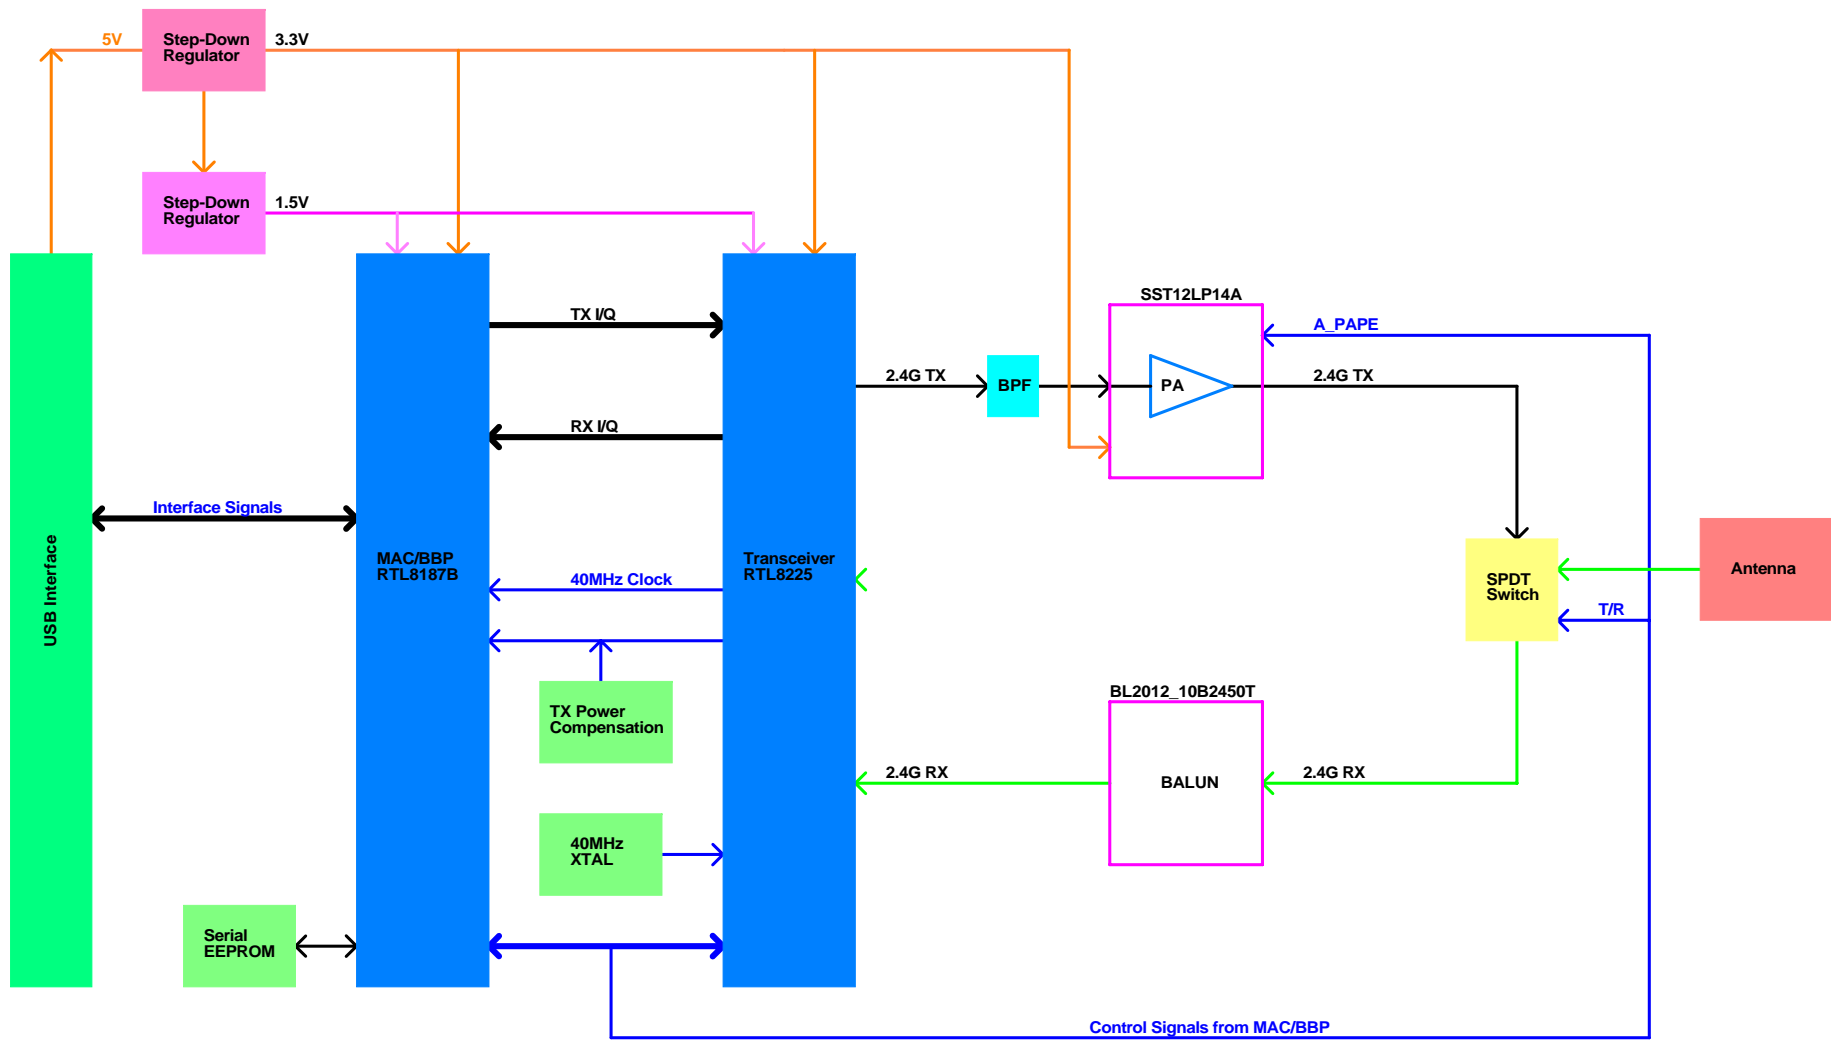 5V
Step-Down
Regulator
3.3V
Step-Down
Regulator
1.5V
SST12LP14A
TX I/Q
A_PAPE
2.4G TX
BPF
PA
2.4G TX
RX I/Q
Interface Signals
USB Interface
MAC/BBP
RTL8187B
40MHz Clock
Transceiver
RTL8225
SPDT
Switch
Antenna
T/R
TX Power
Compensation
BL2012_10B2450T
2.4G RX
BALUN
2.4G RX
40MHz
XTAL
Serial
EEPROM
Control Signals from MAC/BBP